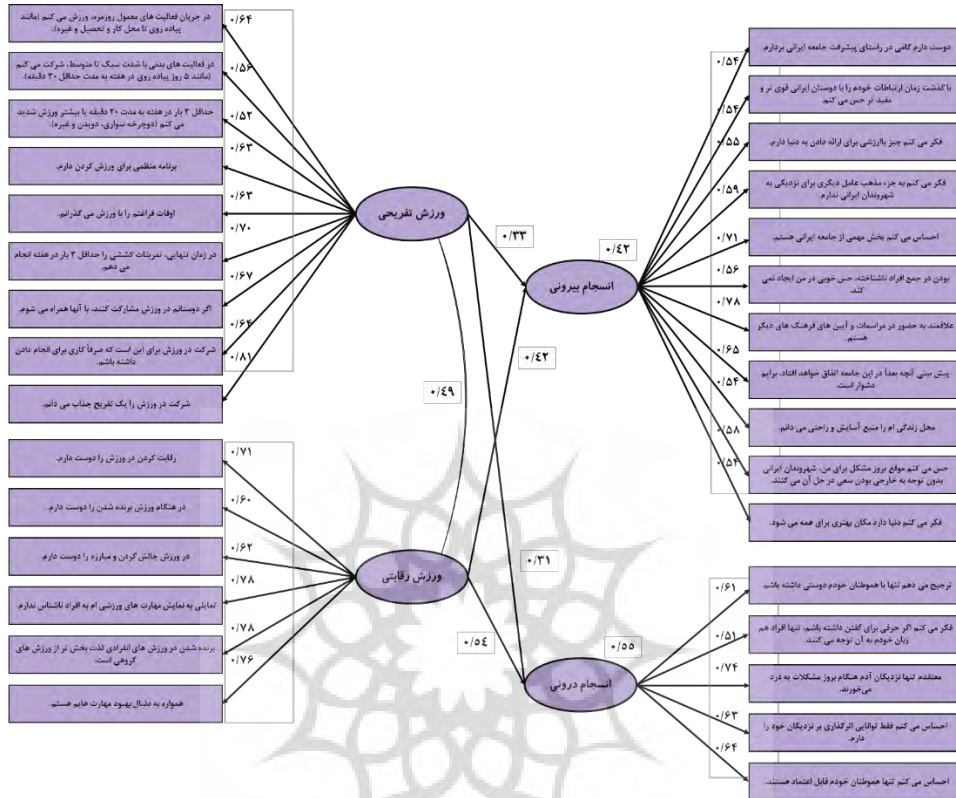 دوست دارم گامی در راستای پیشرفت جامعه ایرانی بردارم.
با گذشت زمان ارتباطات خودم را با دوستان ایرانی قوی تر و
مفید تر حس می کنم.
فکر می کنم چیز باارزشی برای ارائه دادن به دنیا دارم.
فکر می کنم به جزء مذهب عامل دیگری برای نزدیکی به
شهروندان ایرانی ندارم.
احساس می کنم بخش مهمی از جامعه ایرانی هستم.
بودن در جمع افراد ناشناخته، حس خوبی در من ایجاد نمی
کند.
علاقمند به حضور در مراسمات و آیین های فرهنگ های دیگر
هستم.
پیش بینی آنچه بعداً در این جامعه اتفاق خواهد افتاد، برایم
دشوار است.
محل زندگی ام را منبع آسایش و راحتی می دانم.
حس می کنم موقع بروز مشکل برای من، شهروندان ایرانی
بدون توجه به خارجی بودن سعی در حل آن می کنند.
فکر می کنم دنیا دارد مکان بهتری برای همه می شود.
۰/۵۴
۰/۵۴
۰/۵۵
۰/۵۹
۰/۷۱
۰/۵۶
۰/۷۸
۰/۶۵
۰/۵۴
۰/۵۸
۰/۵۴
انسجام بیرونی
۰/٤٢
ترجیح می دهم تنها با هموطنان خودم دوستی داشته باشم.
فکر می کنم اگر حرفی برای گفتن داشته باشم، تنها افراد هم
زبان خودم به آن توجه می کنند.
معتقدم تنها نزدیکان آدم هنگام بروز مشکلات به درد
می‌خورند.
احساس می کنم فقط توانایی اثرگذاری بر نزدیکان خود را
دارم.
احساس می کنم تنها هموطنان خودم قابل اعتماد هستند.
۰/۶۱
۰/۵۱
۰/۷۴
۰/۶۳
۰/۶۴
انسجام درونی
۰/٥٥
۰/۳۳
۰/٤٢
۰/٤٩
۰/۳۱
۰/٥٤
ورزش تفریحی
در جریان فعالیت های معمول روزمره، ورزش می کنم (مانند
پیاده روی تا محل کار و تحصیل و غیره).
در فعالیت های بدنی با شدت سبک تا متوسط، شرکت می کنم
(مانند ۵ روز پیاده روی در هفته به مدت حداقل ۳۰ دقیقه).
حداقل ۳ بار در هفته به مدت ۲۰ دقیقه یا بیشتر ورزش شدید
می کنم (دوچرخه سواری، دویدن و غیره).
برنامه منظمی برای ورزش کردن دارم.
اوقات فراغتم را با ورزش می گذرانم.
در زمان تنهایی، تمرینات کششی را حداقل ۳ بار در هفته انجام
می دهم.
اگر دوستانم در ورزش مشارکت کنند، با آنها همراه می شوم.
شرکت در ورزش برای این است که صرفاً کاری برای انجام دادن
داشته باشم.
شرکت در ورزش را یک تفریح جذاب می دانم.
۰/۶۴
۰/۵۶
۰/۵۲
۰/۶۳
۰/۶۳
۰/۷۰
۰/۶۷
۰/۶۴
۰/۸۱
ورزش رقابتی
رقابت کردن در ورزش را دوست دارم.
در هنگام ورزش برنده شدن را دوست دارم.
در ورزش چالش کردن و مبارزه را دوست دارم.
تمایلی به نمایش مهارت های ورزشی ام به افراد ناشناس ندارم.
برنده شدن در ورزش های انفرادی لذت بخش تر از ورزش های
گروهی است.
همواره به دنبال بهبود مهارت هایم هستم.
۰/۷۱
۰/۶۰
۰/۶۲
۰/۷۸
۰/۷۸
۰/۷۶